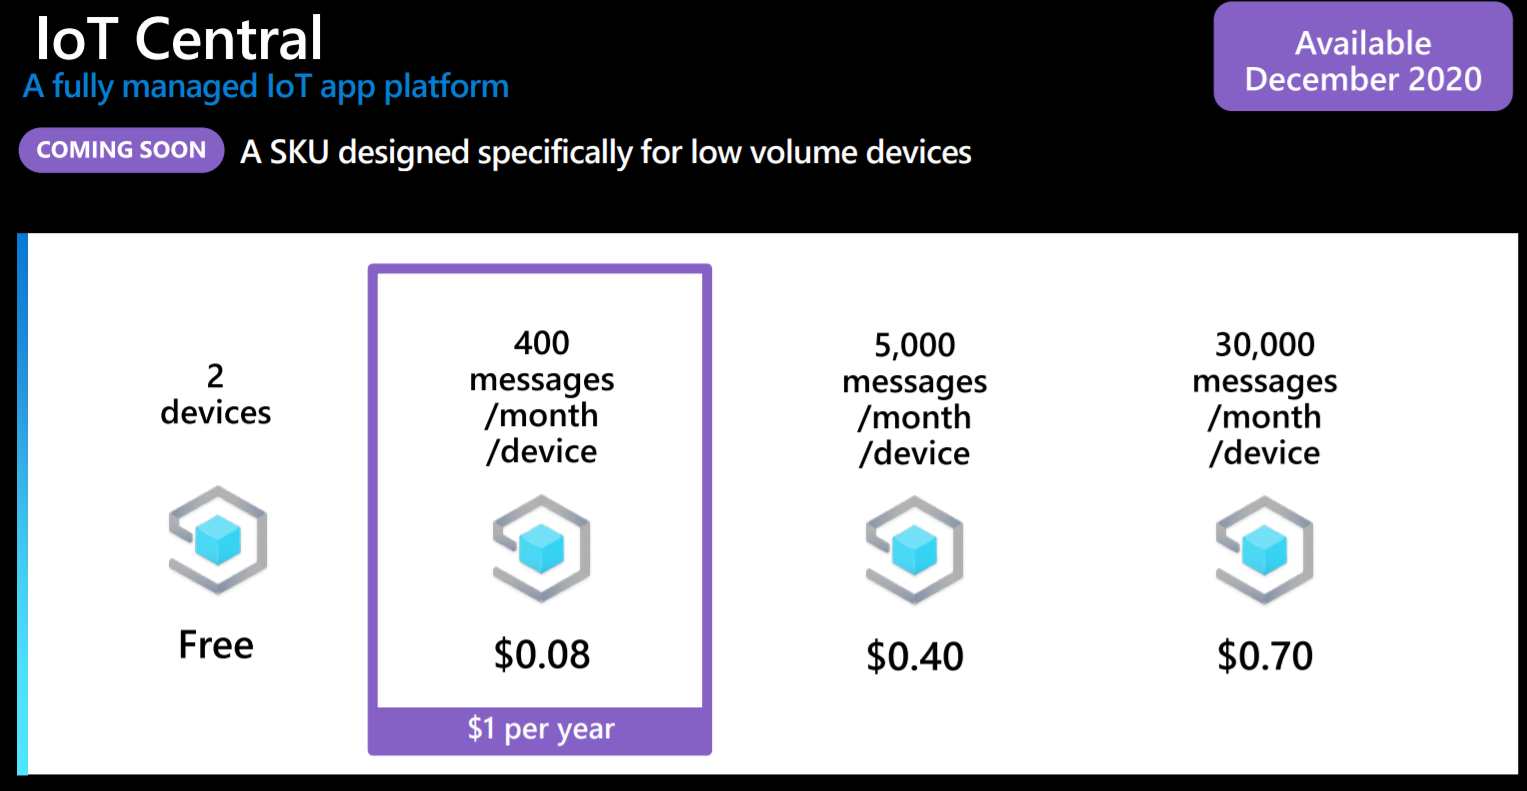 IoT Central
A fully managed IoT app platform
Available
December 2020
COMING SOON
A SKU designed specifically for low volume devices
2
devices
Free
400
messages
/month
/device
$0.08
$1 per year
5,000
messages
/month
/device
$0.40
30,000
messages
/month
/device
$0.70